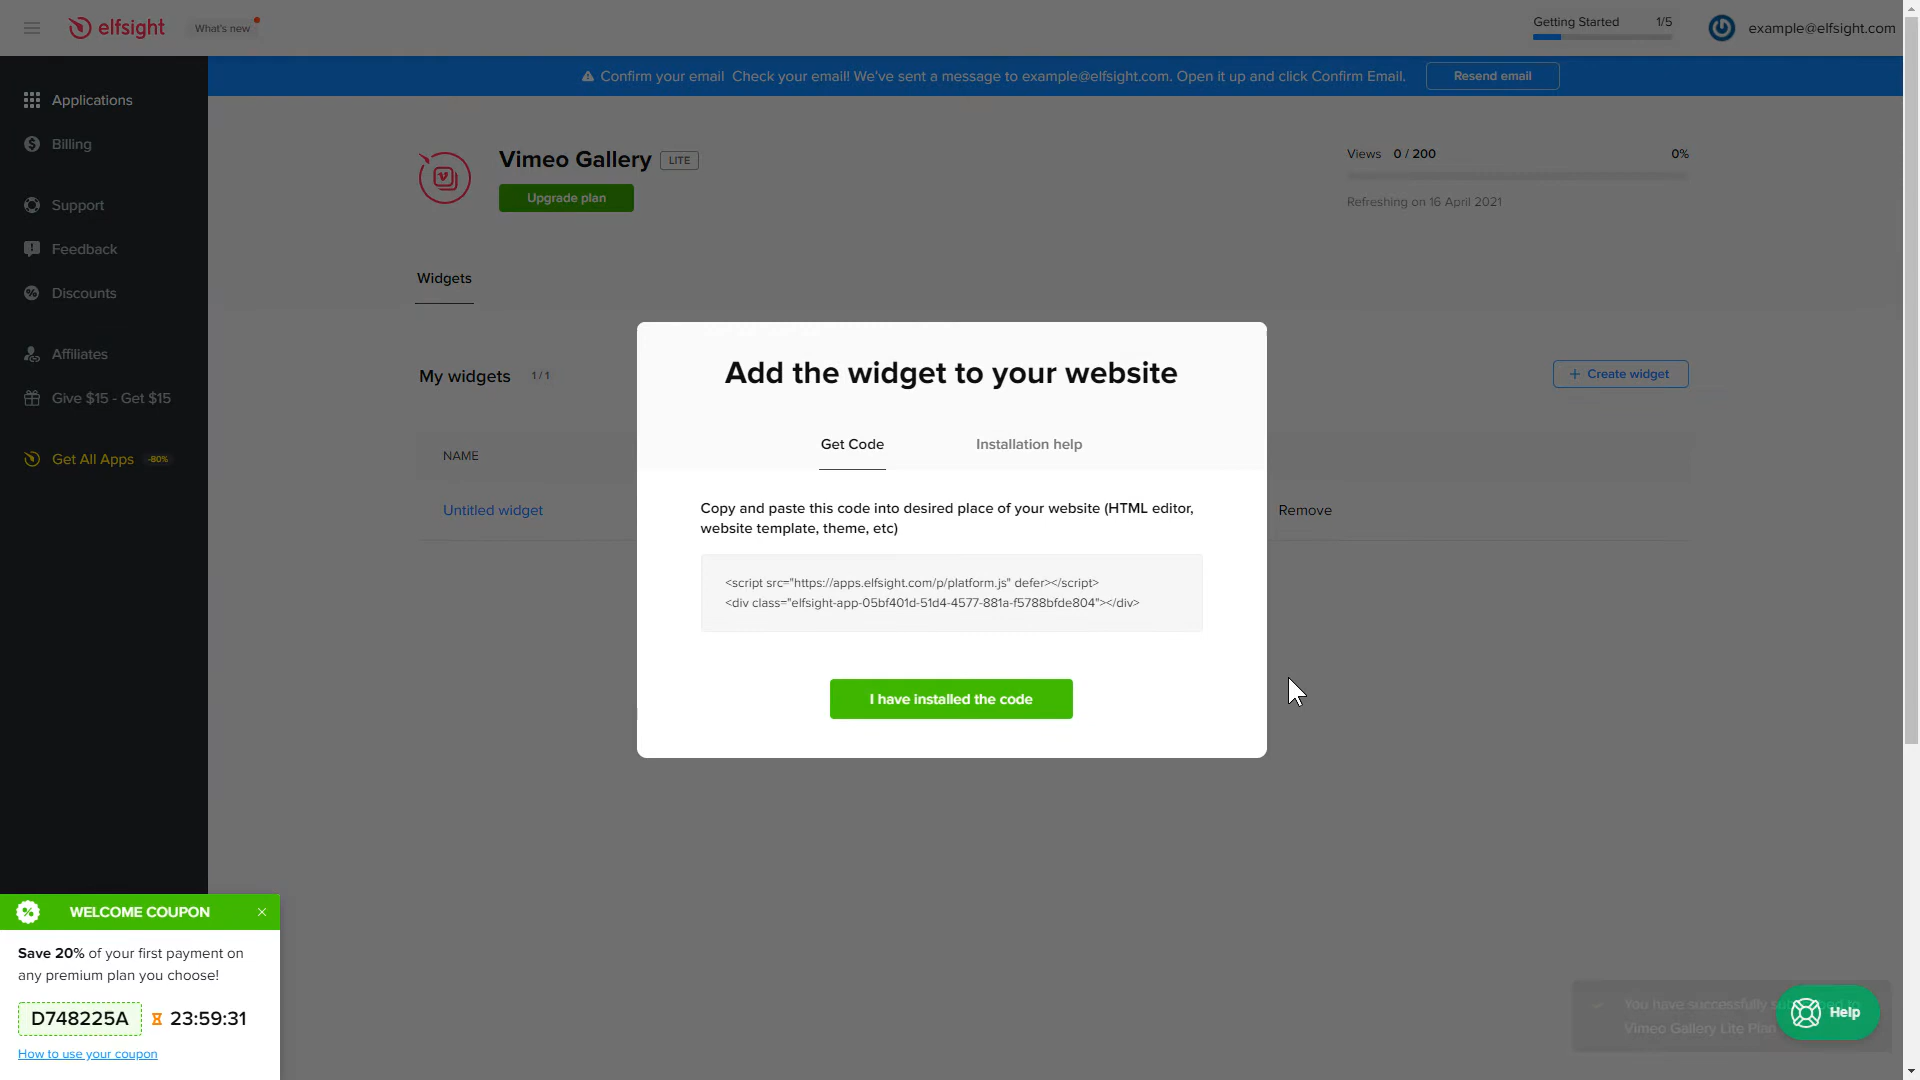 elfsight
What's new
Getting Started 1/5
example@elfsight.com
Confirm your email Check your email! We've sent a message to example@elfsight.com. Open it up and click Confirm Email.
Resend email
Applications
Billing
Support
Feedback
Discounts
Affiliates
Give $15 - Get $15
Get All Apps -80%
Vimeo Gallery LITE
Upgrade plan
Views 0 / 200 0%
Refreshing on 16 April 2021
Widgets
My widgets 1 / 1
+ Create widget
NAME
Untitled widget
Remove
Add the widget to your website
Get Code
Installation help
Copy and paste this code into desired place of your website (HTML editor,
website template, theme, etc)
<script src="https://apps.elfsight.com/p/platform.js" defer></script>
<div class="elfsight-app-05bf401d-51d4-4577-881a-f5788bfde804"></div>
I have installed the code
WELCOME COUPON
Save 20% of your first payment on
any premium plan you choose!
D748225A 23:59:31
How to use your coupon
You have successfully
Vimeo Gallery Lite Plan
Help